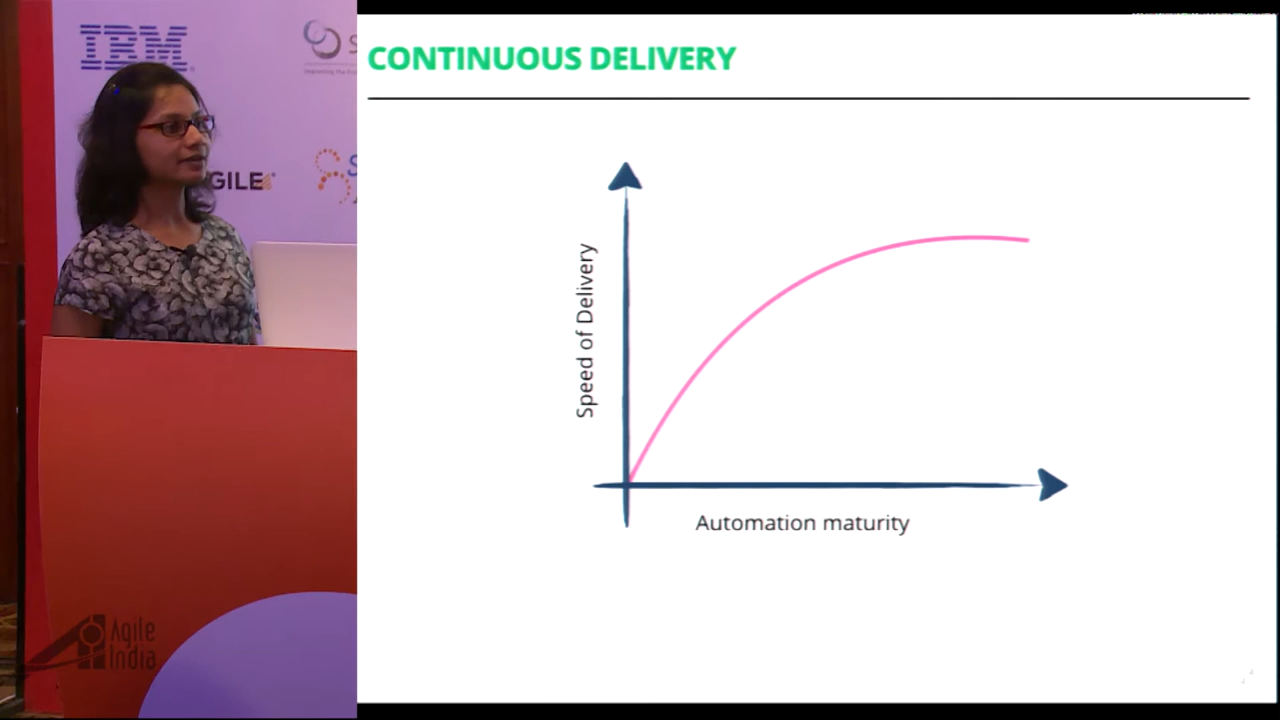 IBM
S
GILE
S
CONTINUOUS DELIVERY
Speed of Delivery
Automation maturity
Agile
India